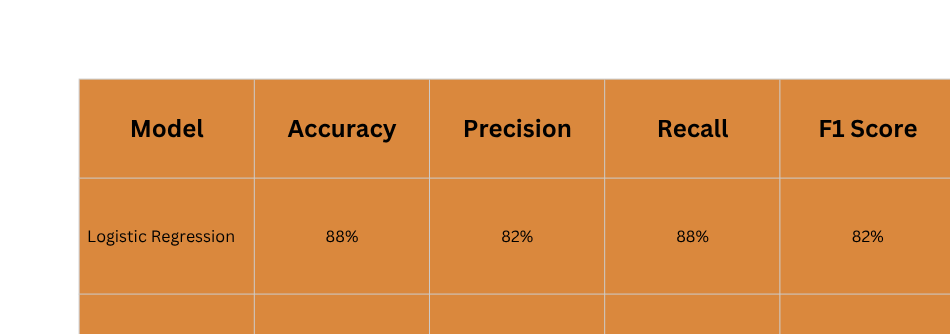 Model Accuracy Precision Recall F1 Score
Logistic Regression 88% 82% 88% 82%